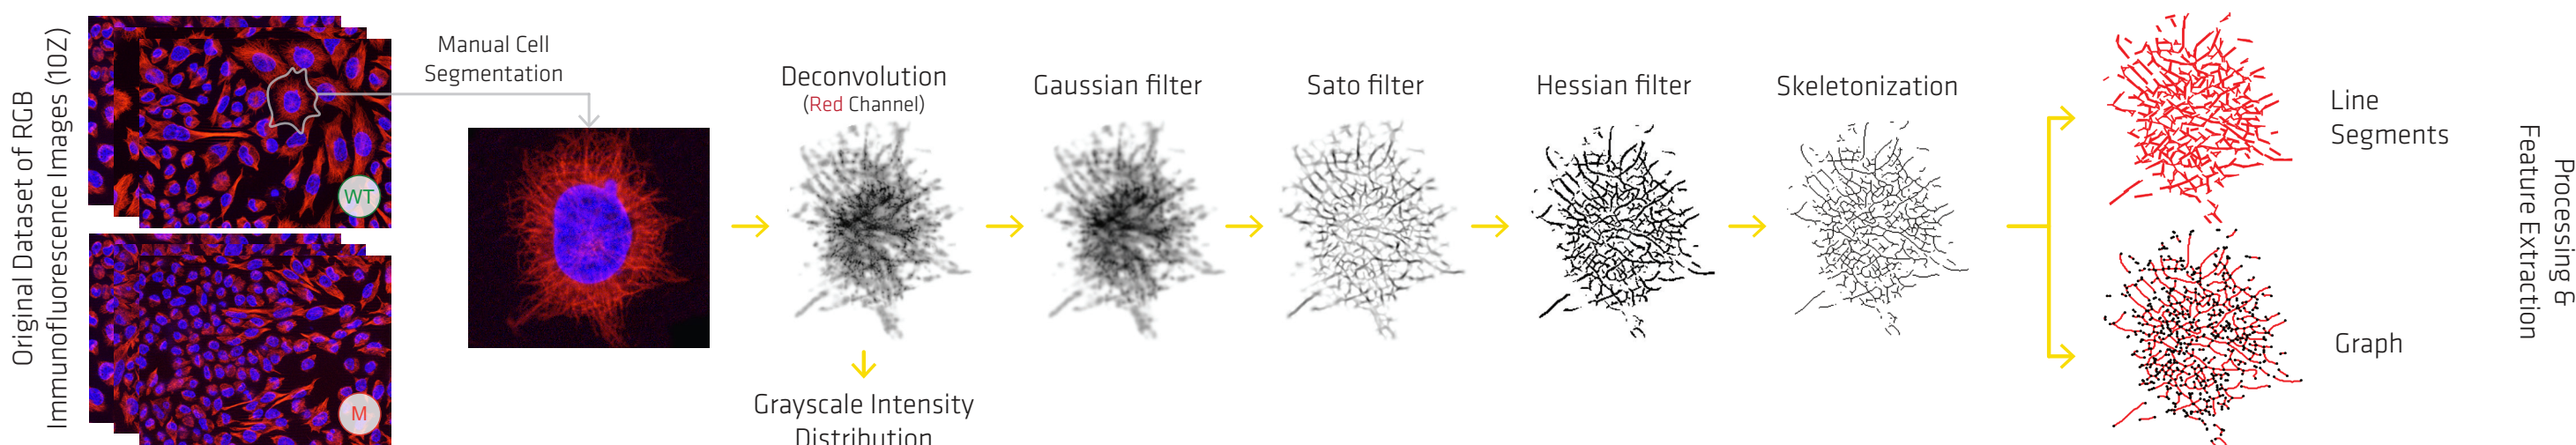 Original Dataset of RGB
Immunofluorescence Images (10Z)
WT
M
Manual Cell
Segmentation
Deconvolution
(Red Channel)
Grayscale Intensity
Distribution
Gaussian filter
Sato filter
Hessian filter
Skeletonization
Line
Segments
Graph
Processing &
Feature Extraction